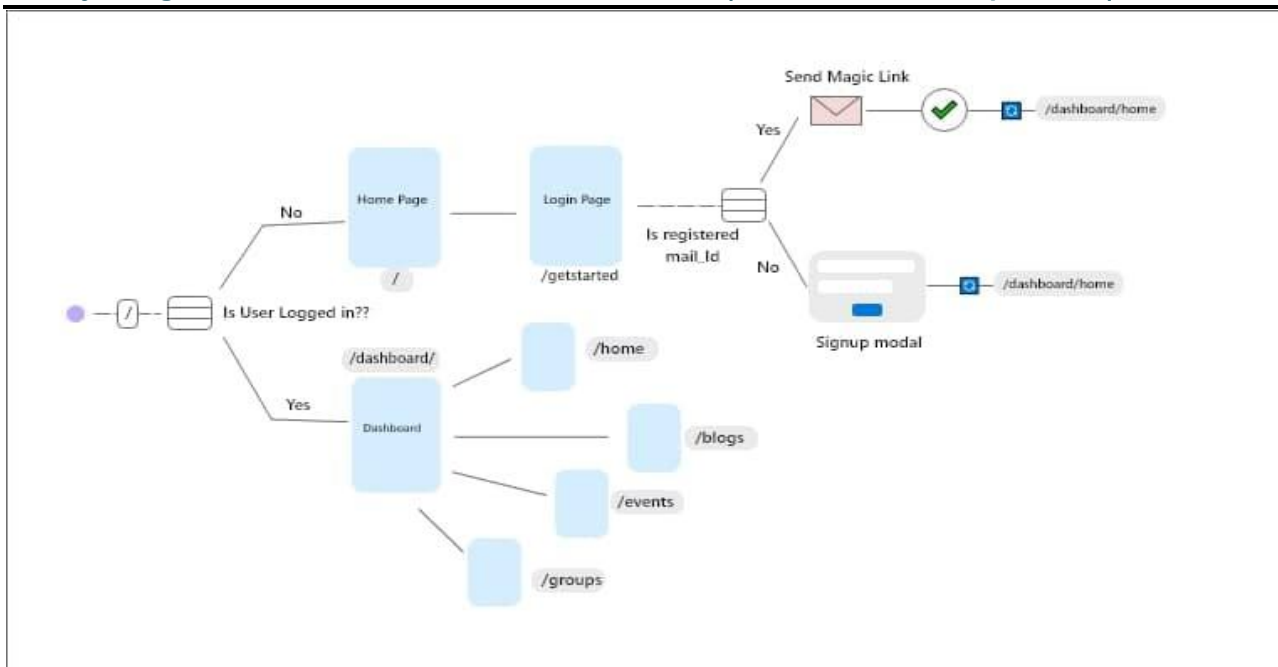 Send Magic Link
/dashboard/home
Yes
Home Page
Login Page
No
Is registered
mail_Id
/
/getstarted
No
/dashboard/home
/
Is User Logged in??
Signup modal
/dashboard/
/home
Yes
Dashboard
/blogs
/events
/groups